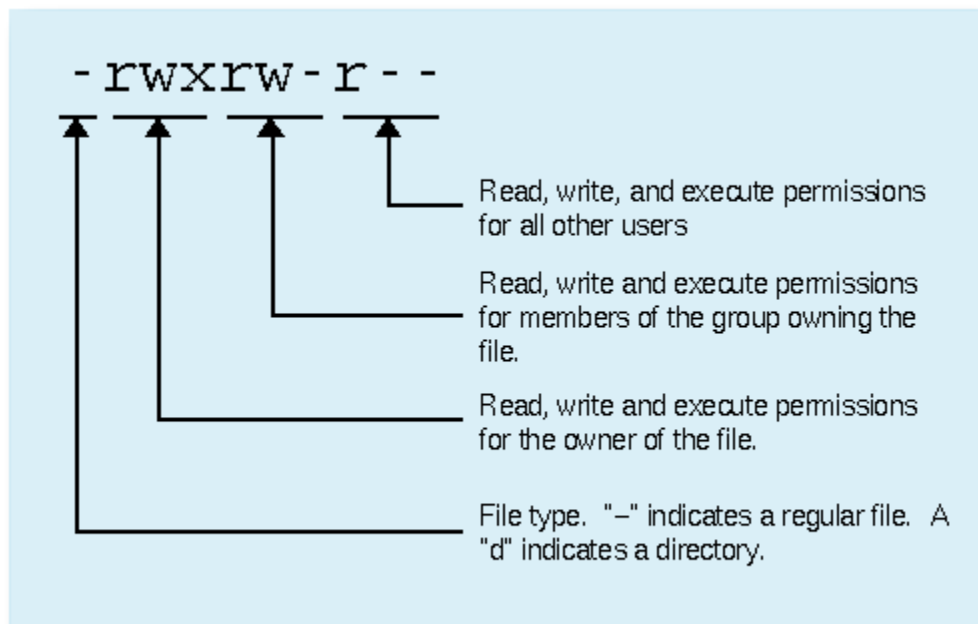 -rwxrw-r--
Read, write, and execute permissions
for all other users
Read, write and execute permissions
for members of the group owning the
file.
Read, write and execute permissions
for the owner of the file.
File type. "–" indicates a regular file. A
"d" indicates a directory.